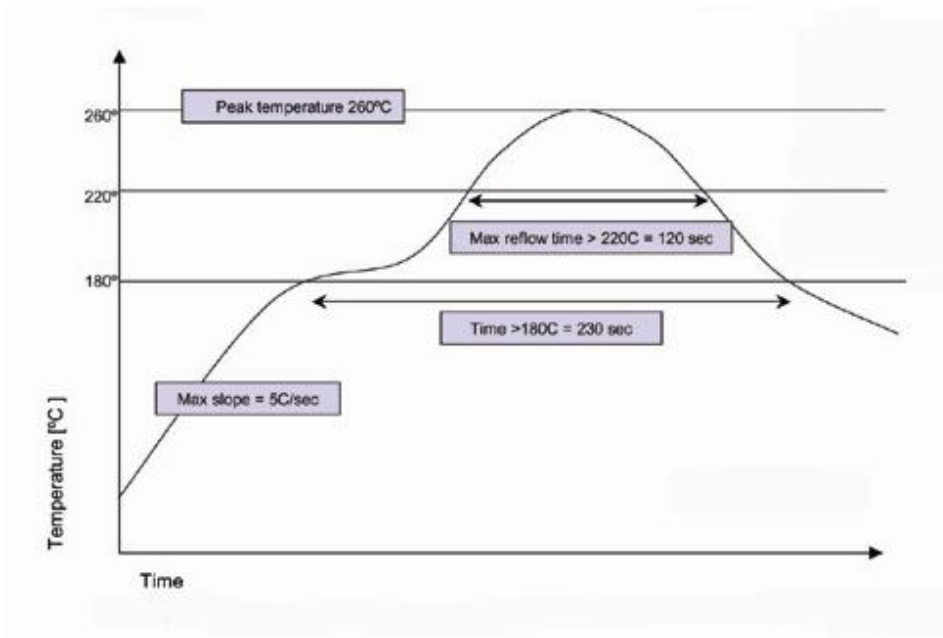 Peak temperature 260ºC
260º
220º
Max reflow time > 220C = 120 sec
180º
Time >180C = 230 sec
Max slope = 5C/sec
Temperature [ºC ]
Time